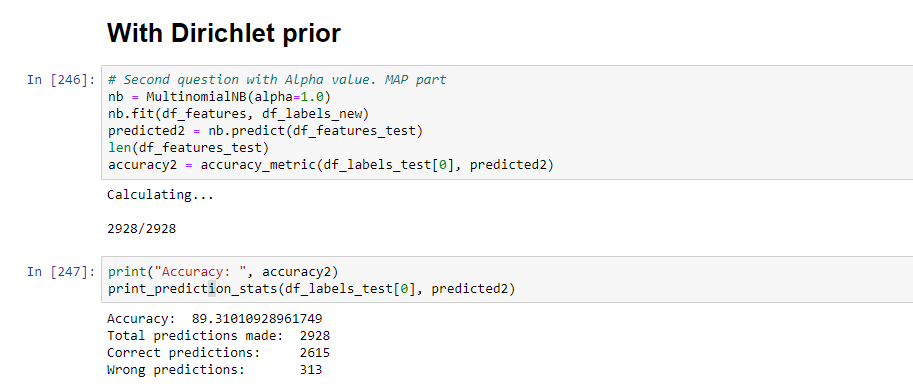 With Dirichlet prior
In [246]: # Second question with Alpha value. MAP part
nb = MultinomialNB(alpha=1.0)
nb.fit(df_features, df_labels_new)
predicted2 = nb.predict(df_features_test)
len(df_features_test)
accuracy2 = accuracy_metric(df_labels_test[0], predicted2)
Calculating...
2928/2928
In [247]: print("Accuracy: ", accuracy2)
print_prediction_stats(df_labels_test[0], predicted2)
Accuracy:  89.31010928961749
Total predictions made:  2928
Correct predictions:     2615
Wrong predictions:       313